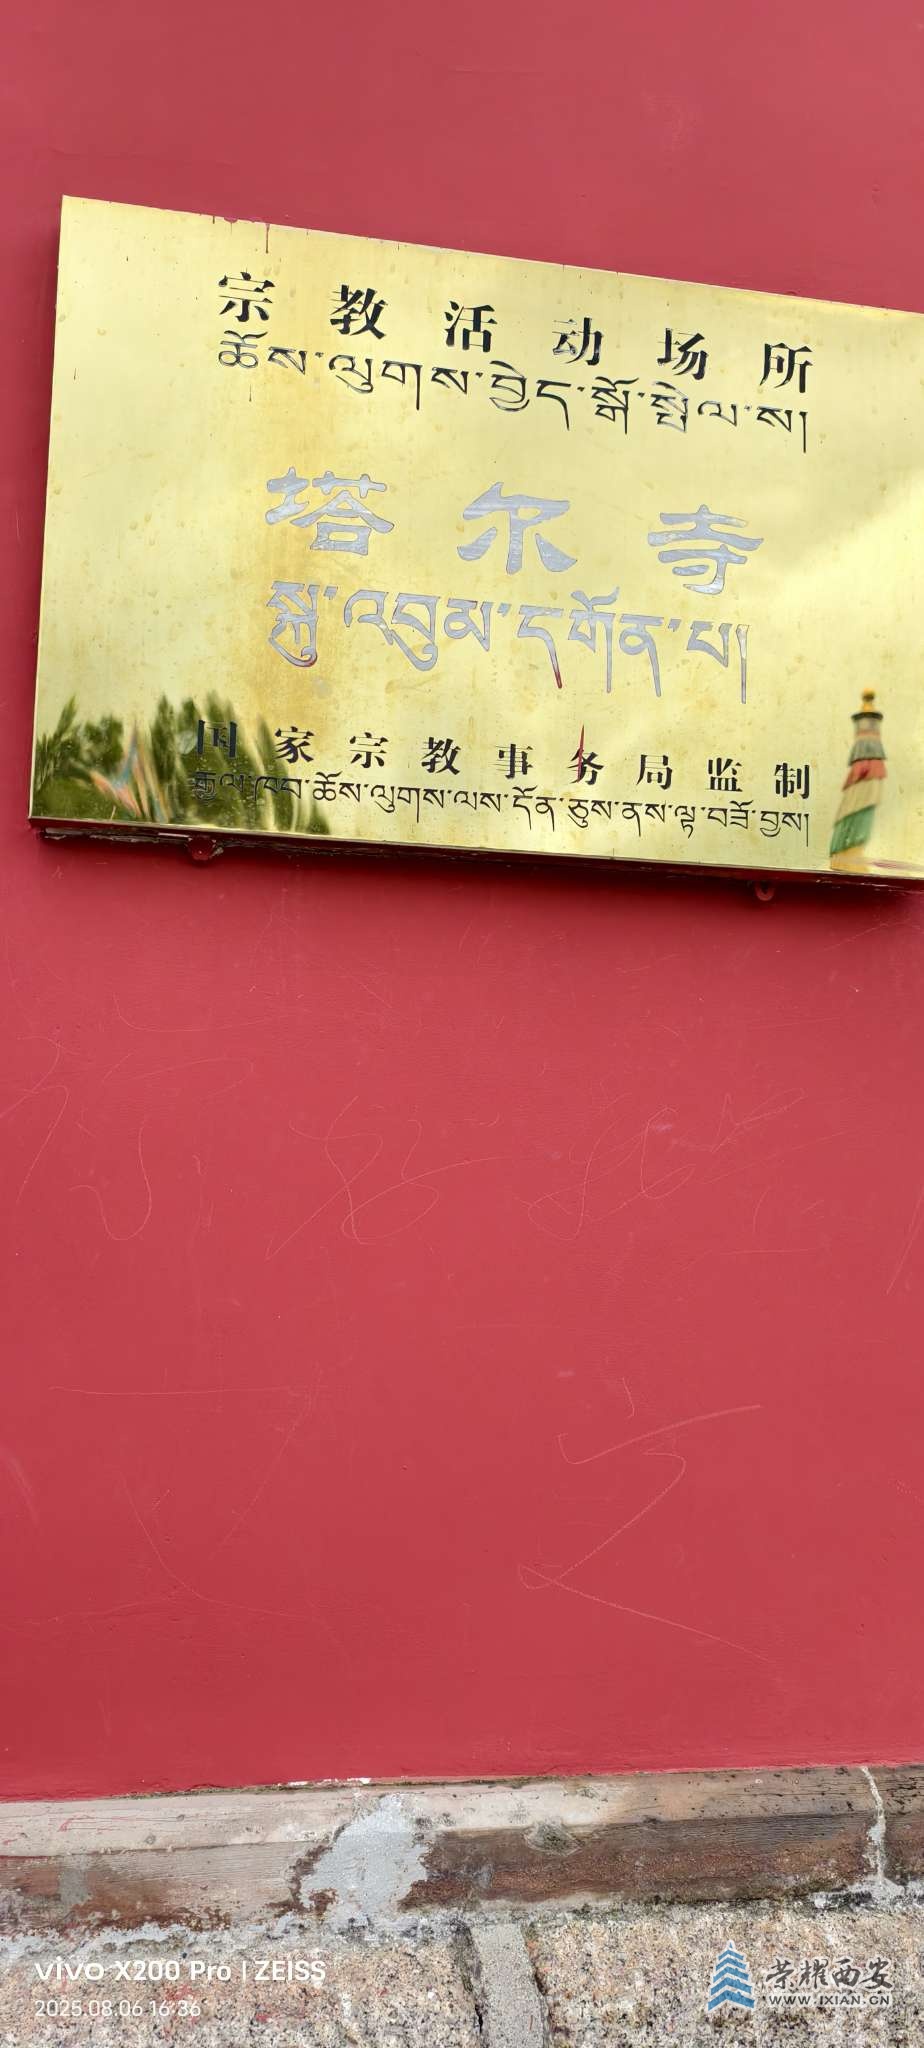 宗教活动场所
ཆོས་ལུགས་བྱེད་སྒོ་སྤེལ་ས།
塔尔寺
སྐུ་འབུམ་དགོན་པ།
国家宗教事务局监制
རྒྱལ་ཁབ་ཆོས་ལུགས་ལས་དོན་ཅུས་ནས་ལྟ་བཟོ་བྱས།
vivo X200 Pro | ZEISS
2025.08.06 16:36
荣耀西安
WWW.IXIAN.CN